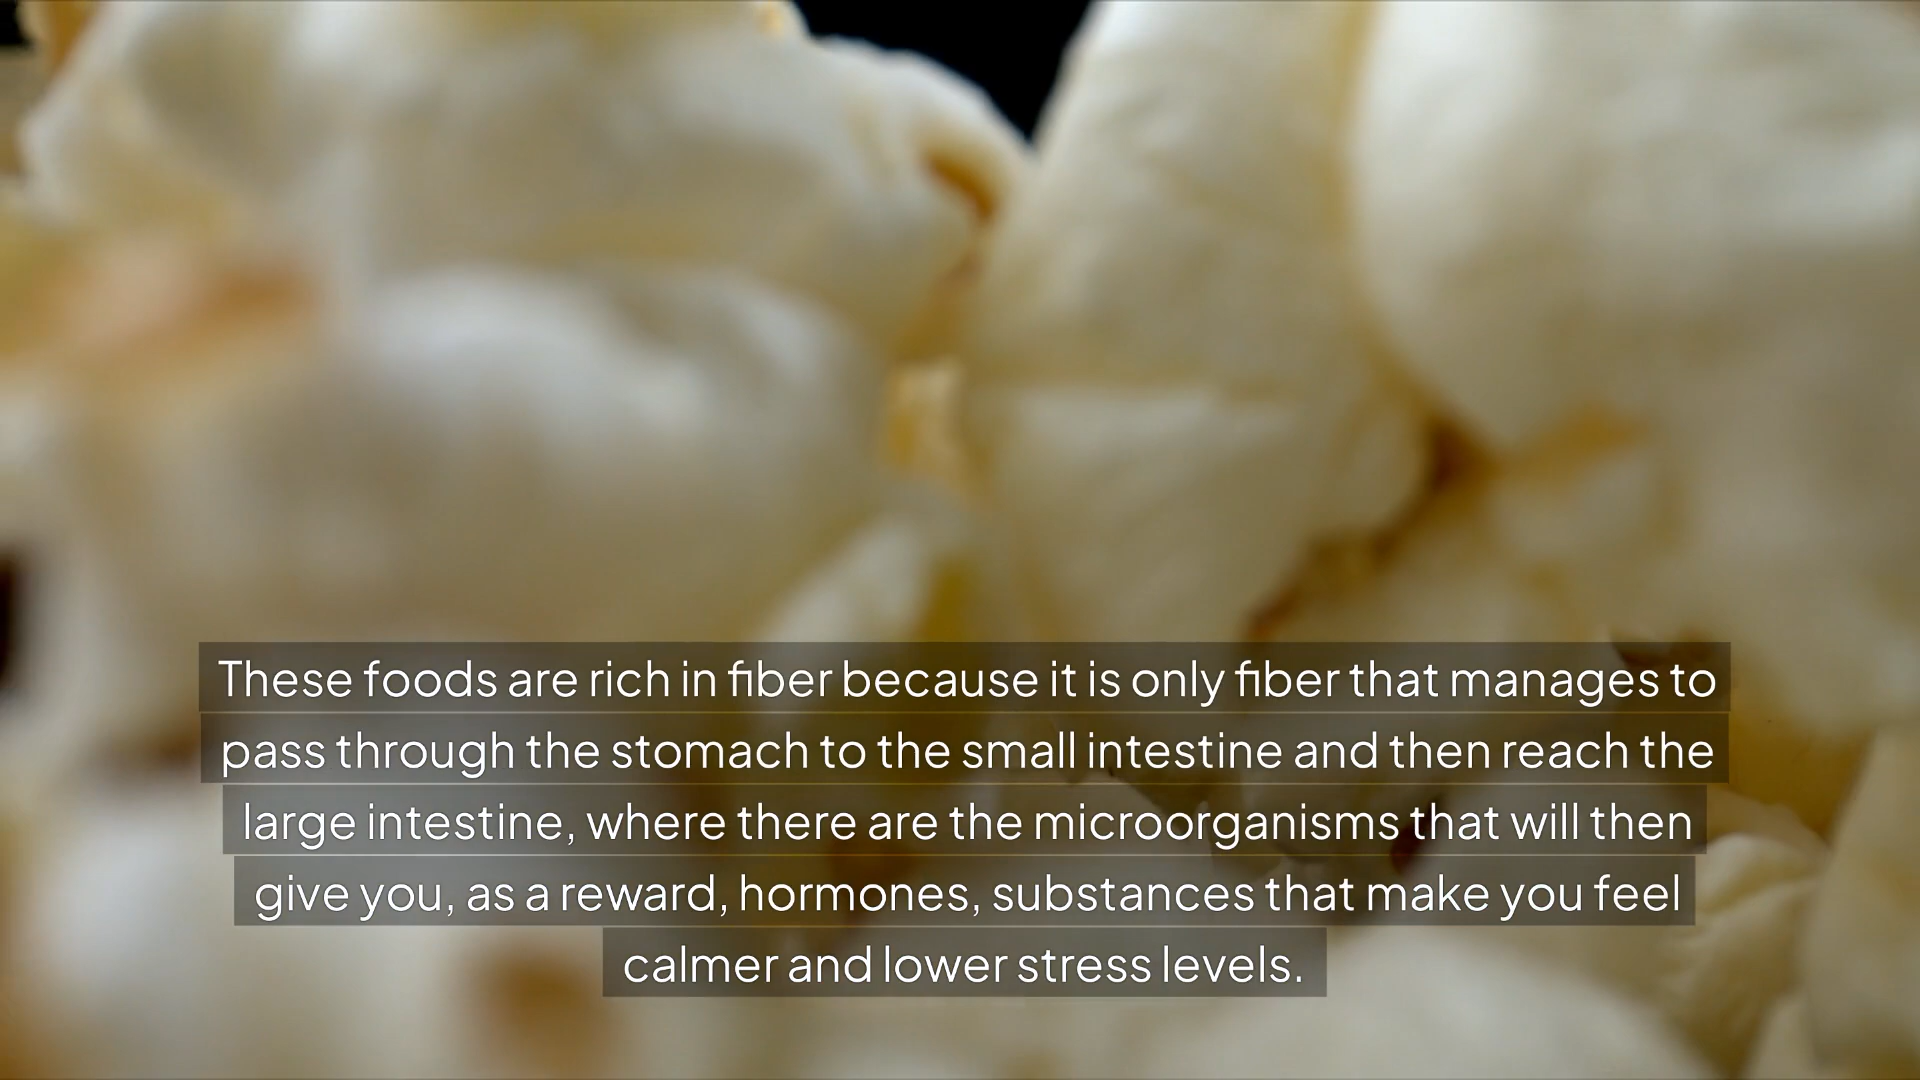 These foods are rich in fiber because it is only fiber that manages to
pass through the stomach to the small intestine and then reach the
large intestine, where there are the microorganisms that will then
give you, as a reward, hormones, substances that make you feel
calmer and lower stress levels.